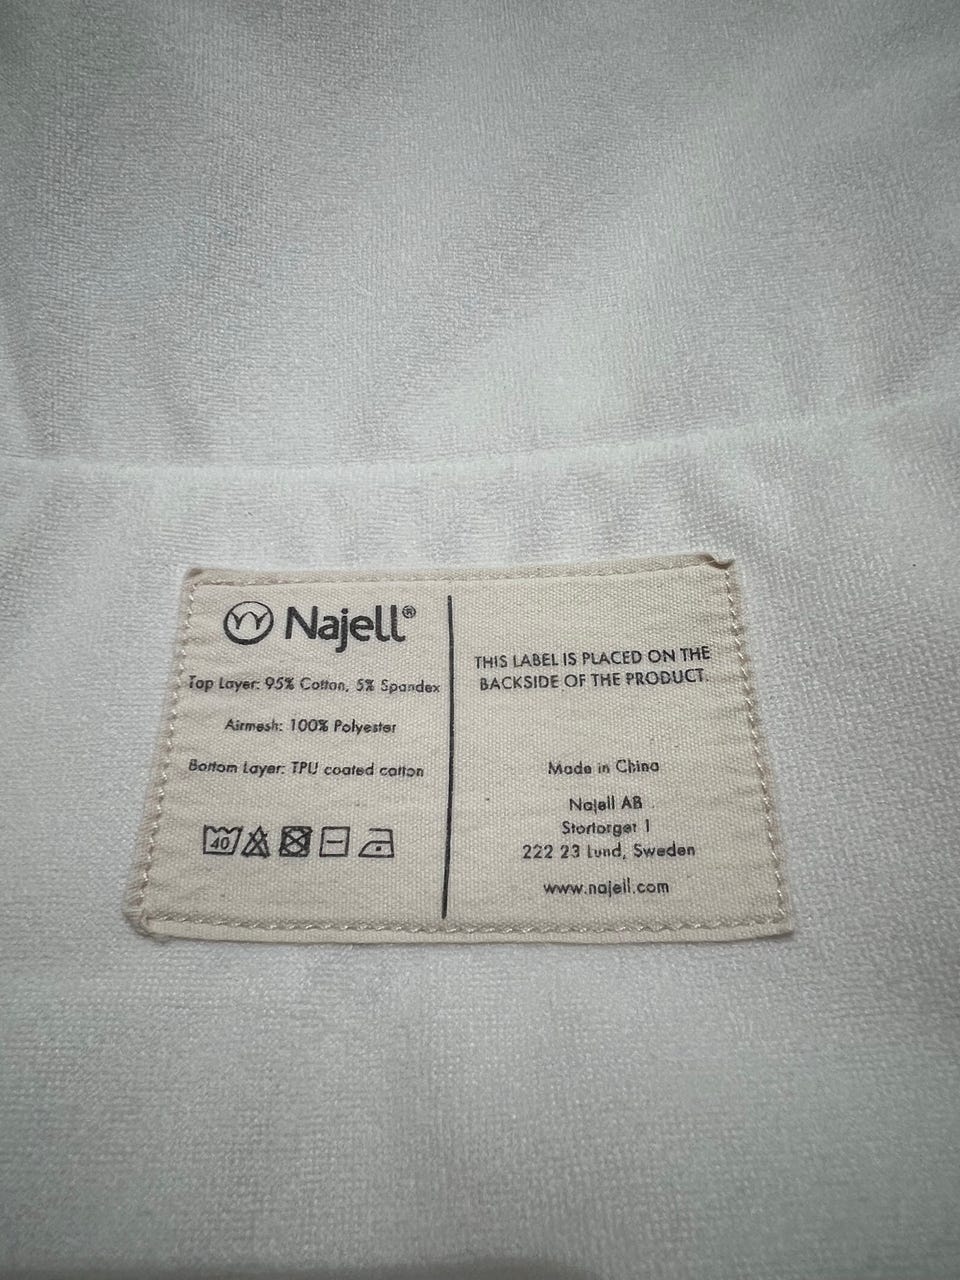 Najell®
Top Layer: 95% Cotton, 5% Spandex
Airmesh: 100% Polyester
Bottom Layer: TPU coated cotton
40
THIS LABEL IS PLACED ON THE
BACKSIDE OF THE PRODUCT.
Made in China
Najell AB
Stortorget 1
222 23 Lund, Sweden
www.najell.com